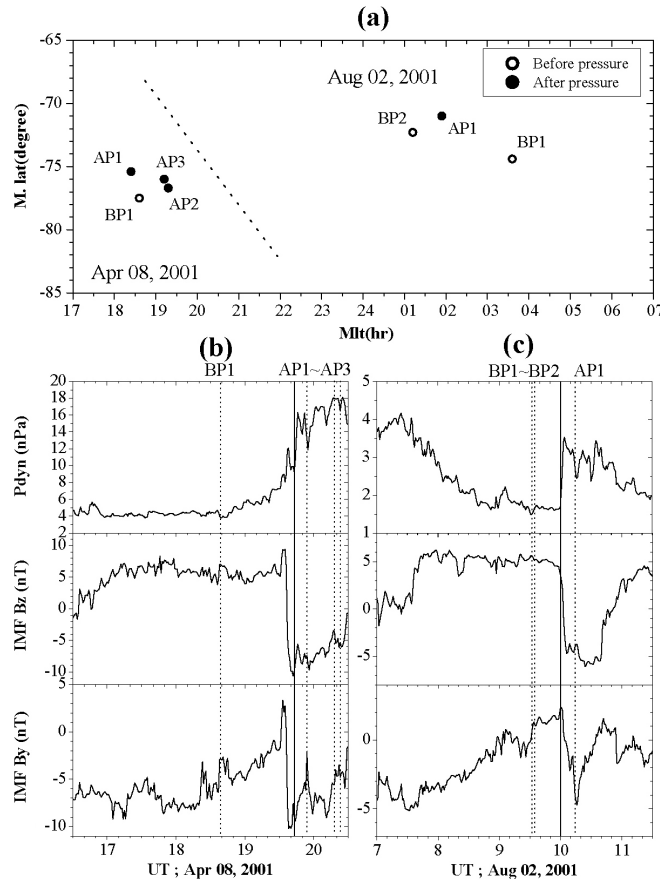 (a)
-65
-70
-75
-80
-85
M. lat(degree)
Aug 02, 2001
Before pressure
After pressure
BP2
AP1
BP1
AP1
AP3
AP2
BP1
Apr 08, 2001
17 18 19 20 21 22 23 24 01 02 03 04 05 06 07
Mlt(hr)
(b)
(c)
BP1
AP1~AP3
BP1~BP2
AP1
20
18
16
14
12
10
8
6
4
2
Pdyn (nPa)
5
4
3
2
1
10
5
0
-5
-10
IMF Bz (nT)
5
0
-5
5
0
-5
-10
IMF By (nT)
0
-5
17 18 19 20
UT ; Apr 08, 2001
7 8 9 10 11
UT ; Aug 02, 2001